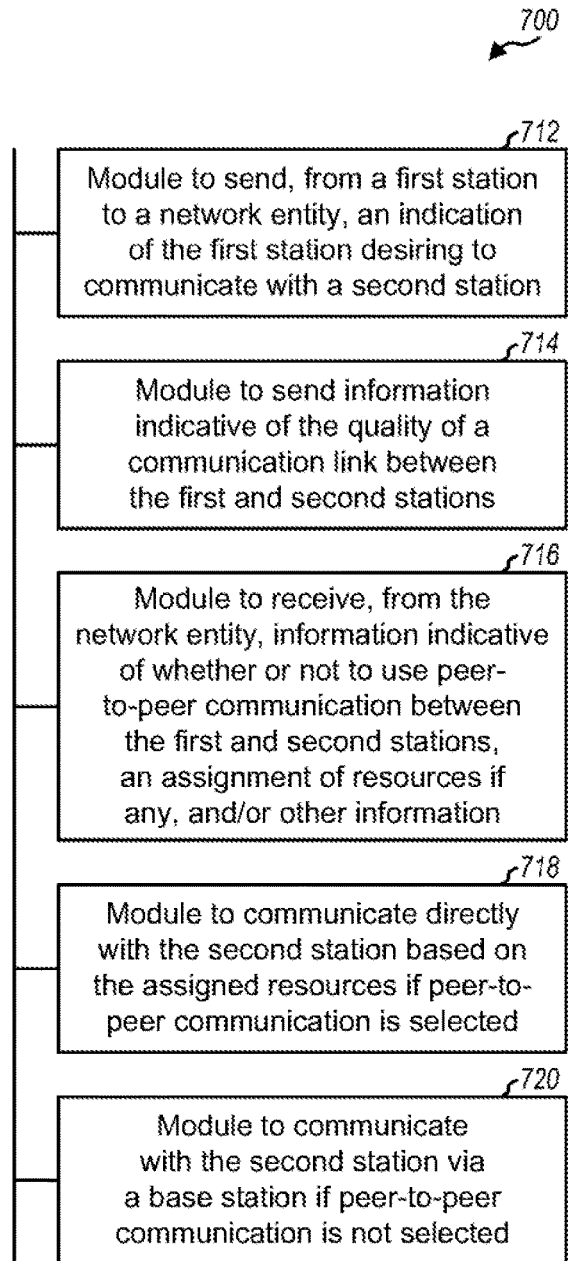 700
712
Module to send, from a first station
to a network entity, an indication
of the first station desiring to
communicate with a second station
714
Module to send information
indicative of the quality of a
communication link between
the first and second stations
716
Module to receive, from the
network entity, information indicative
of whether or not to use peer-
to-peer communication between
the first and second stations,
an assignment of resources if
any, and/or other information
718
Module to communicate directly
with the second station based on
the assigned resources if peer-to-
peer communication is selected
720
Module to communicate
with the second station via
a base station if peer-to-peer
communication is not selected